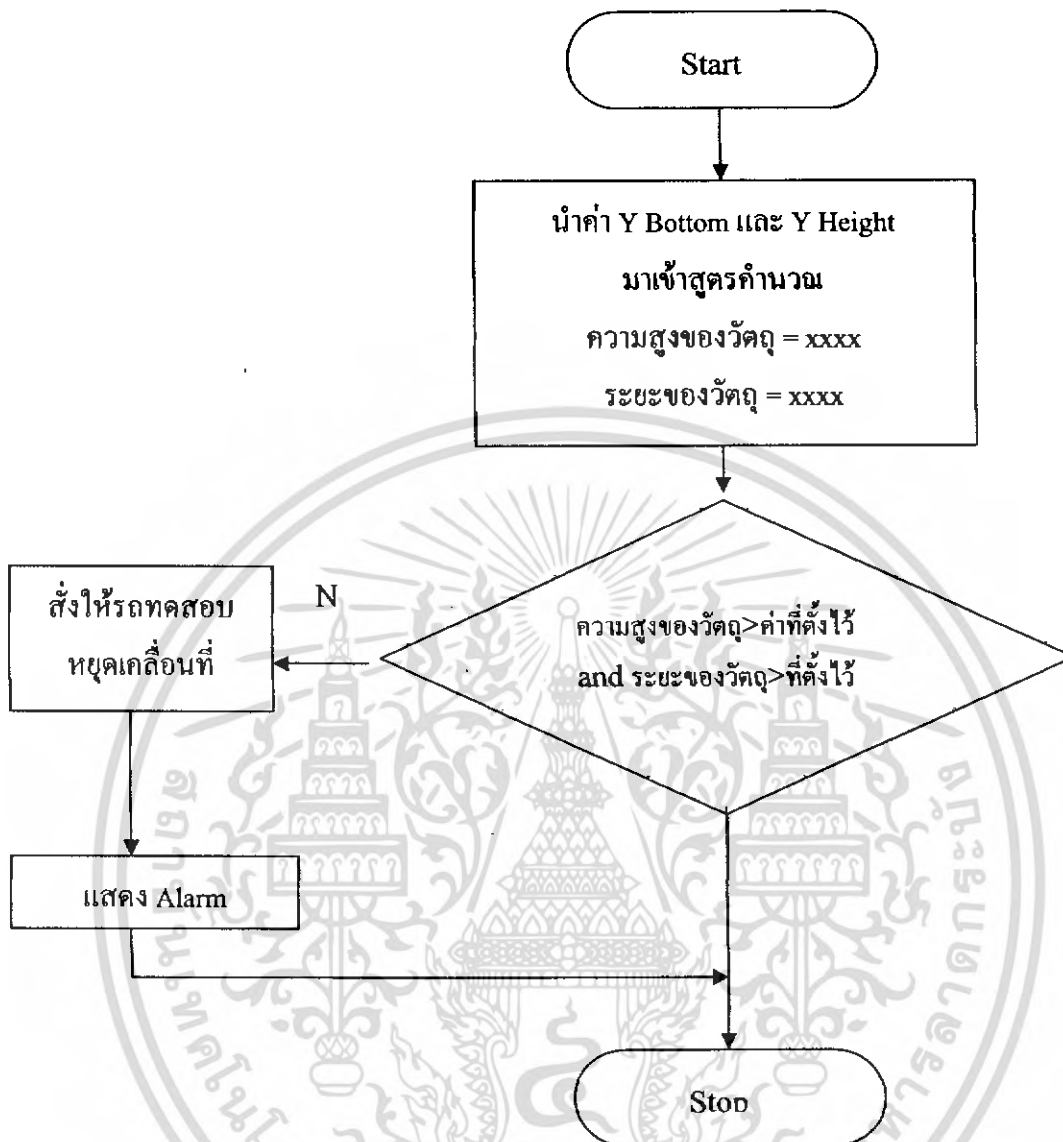 Start
นำค่า Y Bottom และ Y Height
มาเข้าสูตรคำนวณ
ความสูงของวัตถุ = xxxx
ระยะของวัตถุ = xxxx
สั่งให้รถทดสอบ
หยุดเคลื่อนที่
N
ความสูงของวัตถุ>ค่าที่ตั้งไว้
and ระยะของวัตถุ>ที่ตั้งไว้
แสดง Alarm
Stop